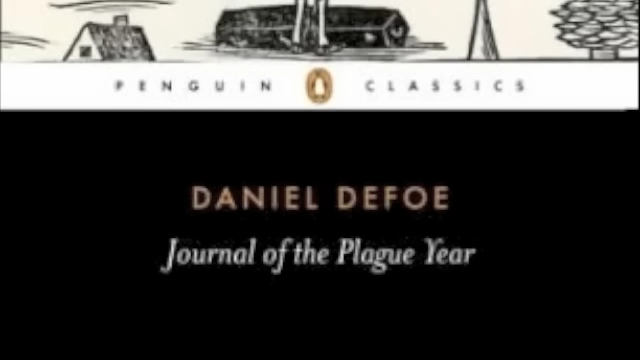 PENGUIN CLASSICS
DANIEL DEFOE
Journal of the Plague Year